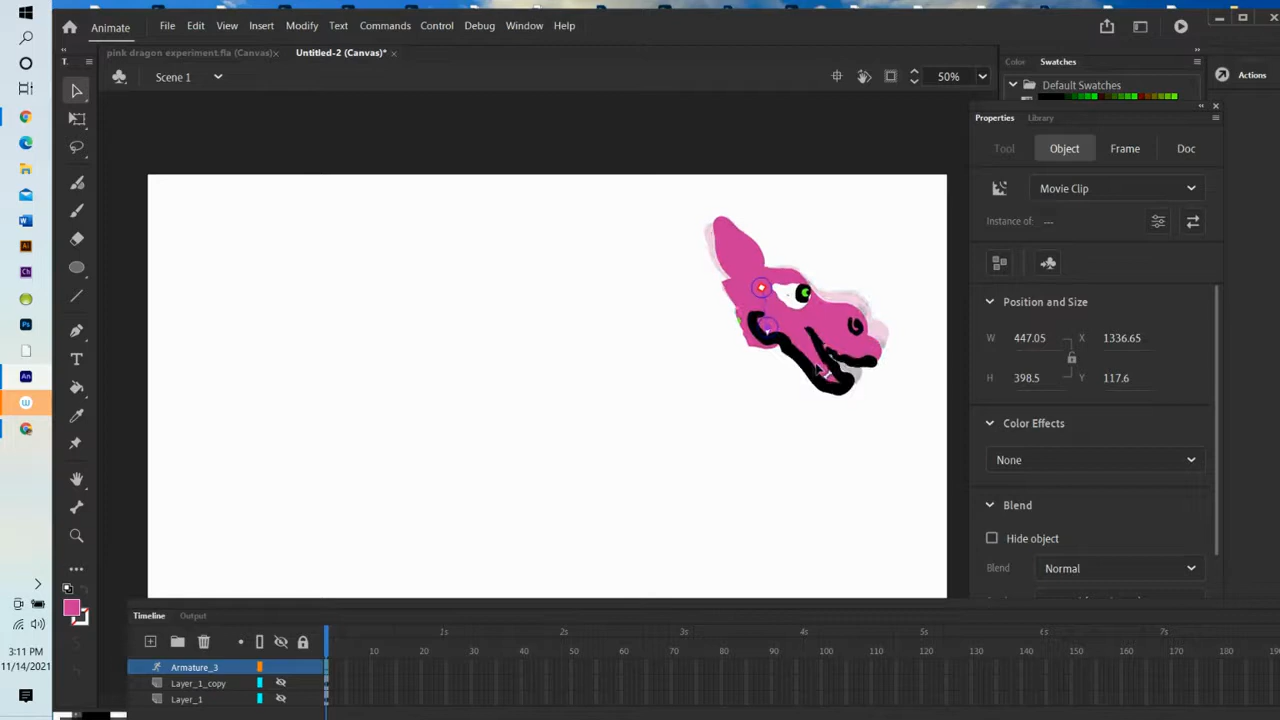 Animate
File Edit View Insert Modify Text Commands Control Debug Window Help
pink dragon experiment.fla (Canvas) ×
Untitled-2 (Canvas)* ×
Scene 1
50%
Color Swatches
Default Swatches
Actions
T.
Properties Library
Tool Object Frame Doc
Movie Clip
Instance of: ---
Position and Size
W 447.05 X 1336.65
H 398.5 Y 117.6
Color Effects
None
Blend
Hide object
Blend Normal
Timeline Output
1s 2s 3s 4s 5s 6s 7s
10 20 30 40 50 60 70 80 90 100 110 120 130 140 150 160 170 180 190
Armature_3
Layer_1_copy
Layer_1
3:11 PM
11/14/2021